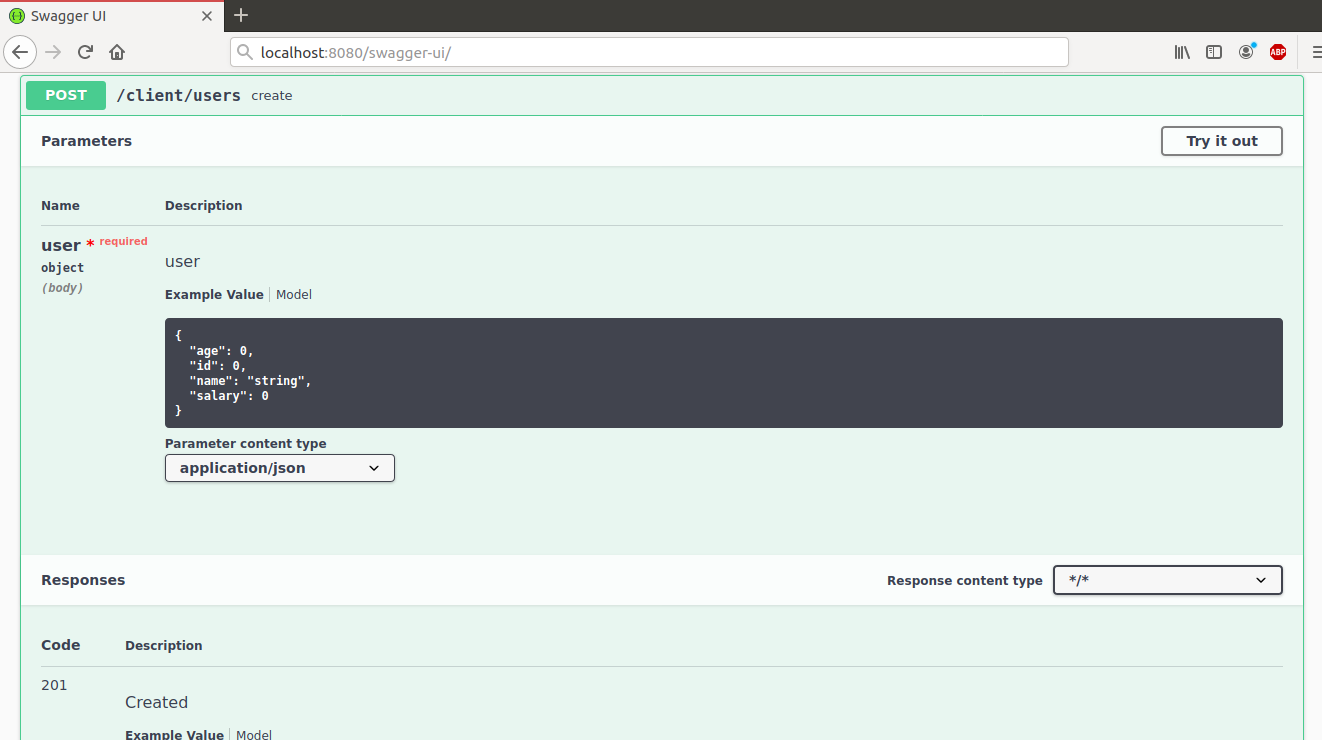 Swagger UI
localhost:8080/swagger-ui/
ABP
POST /client/users create
Parameters Try it out
Name Description
user * required
object
(body)
user
Example Value Model
{
"age": 0,
"id": 0,
"name": "string",
"salary": 0
}
Parameter content type
application/json
Responses Response content type */*
Code Description
201
Created
Example Value Model